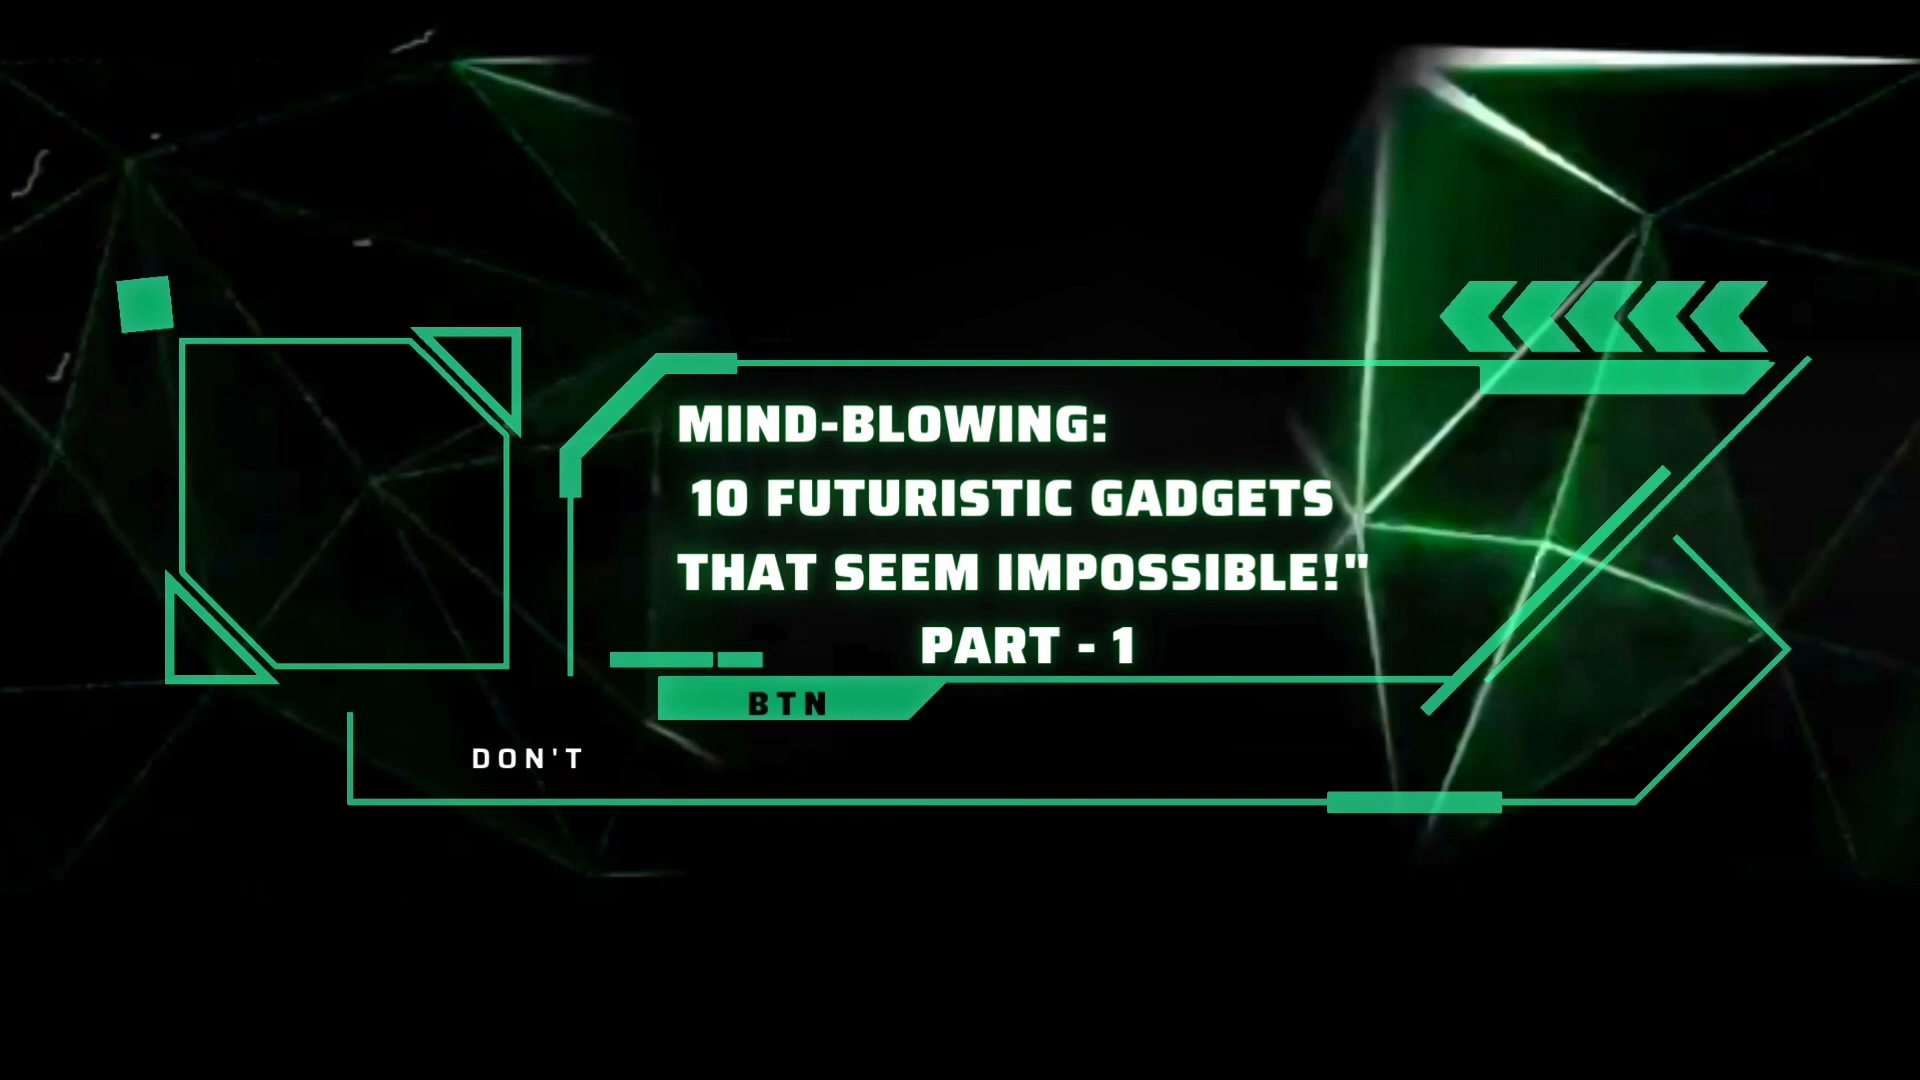 MIND-BLOWING:
10 FUTURISTIC GADGETS
THAT SEEM IMPOSSIBLE!"
PART - 1
BTN
DON'T